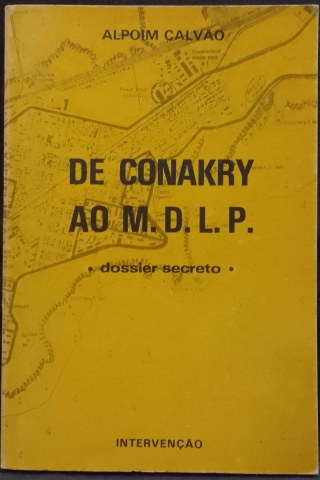 ALPOIM CALVÃO
DE CONAKRY
AO M. D. L. P.
• dossier secreto •
INTERVENÇÃO